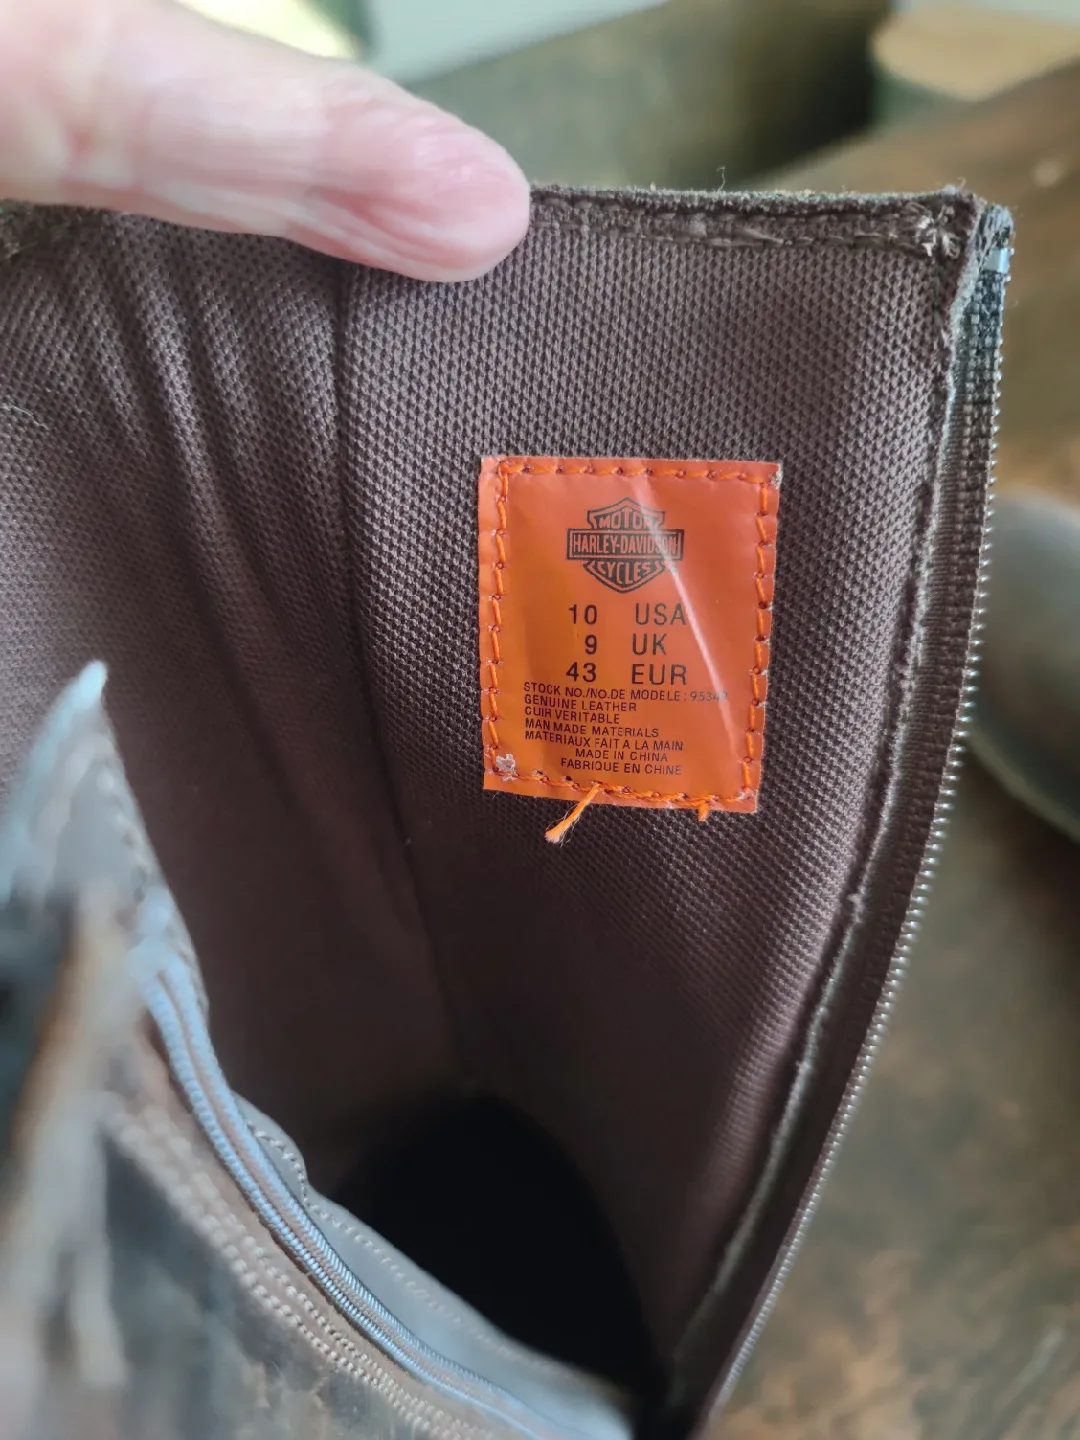 MOTOR
HARLEY-DAVIDSON
CYCLES
10 USA
9 UK
43 EUR
STOCK NO./NO.DE MODELE:
GENUINE LEATHER
CUIR VERITABLE
MAN MADE MATERIALS
MATERIAUX FAIT A LA MAIN
MADE IN CHINA
FABRIQUE EN CHINE